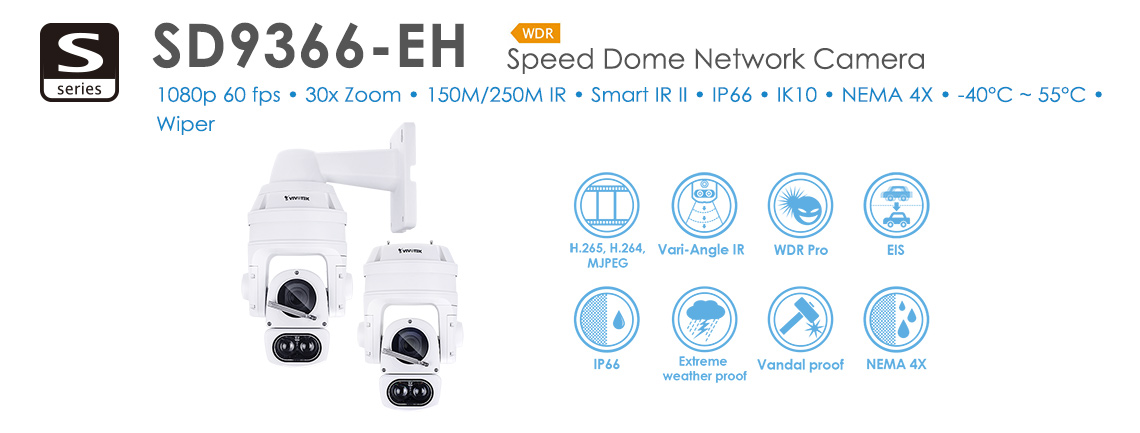 S
series
SD9366-EH
WDR
Speed Dome Network Camera
1080p 60 fps • 30x Zoom • 150M/250M IR • Smart IR II • IP66 • IK10 • NEMA 4X • -40°C ~ 55°C •
Wiper
VIVOTEK
VIVOTEK
H.265, H.264,
MJPEG
Vari-Angle IR
WDR Pro
EIS
IP66
Extreme
weather proof
Vandal proof
NEMA 4X